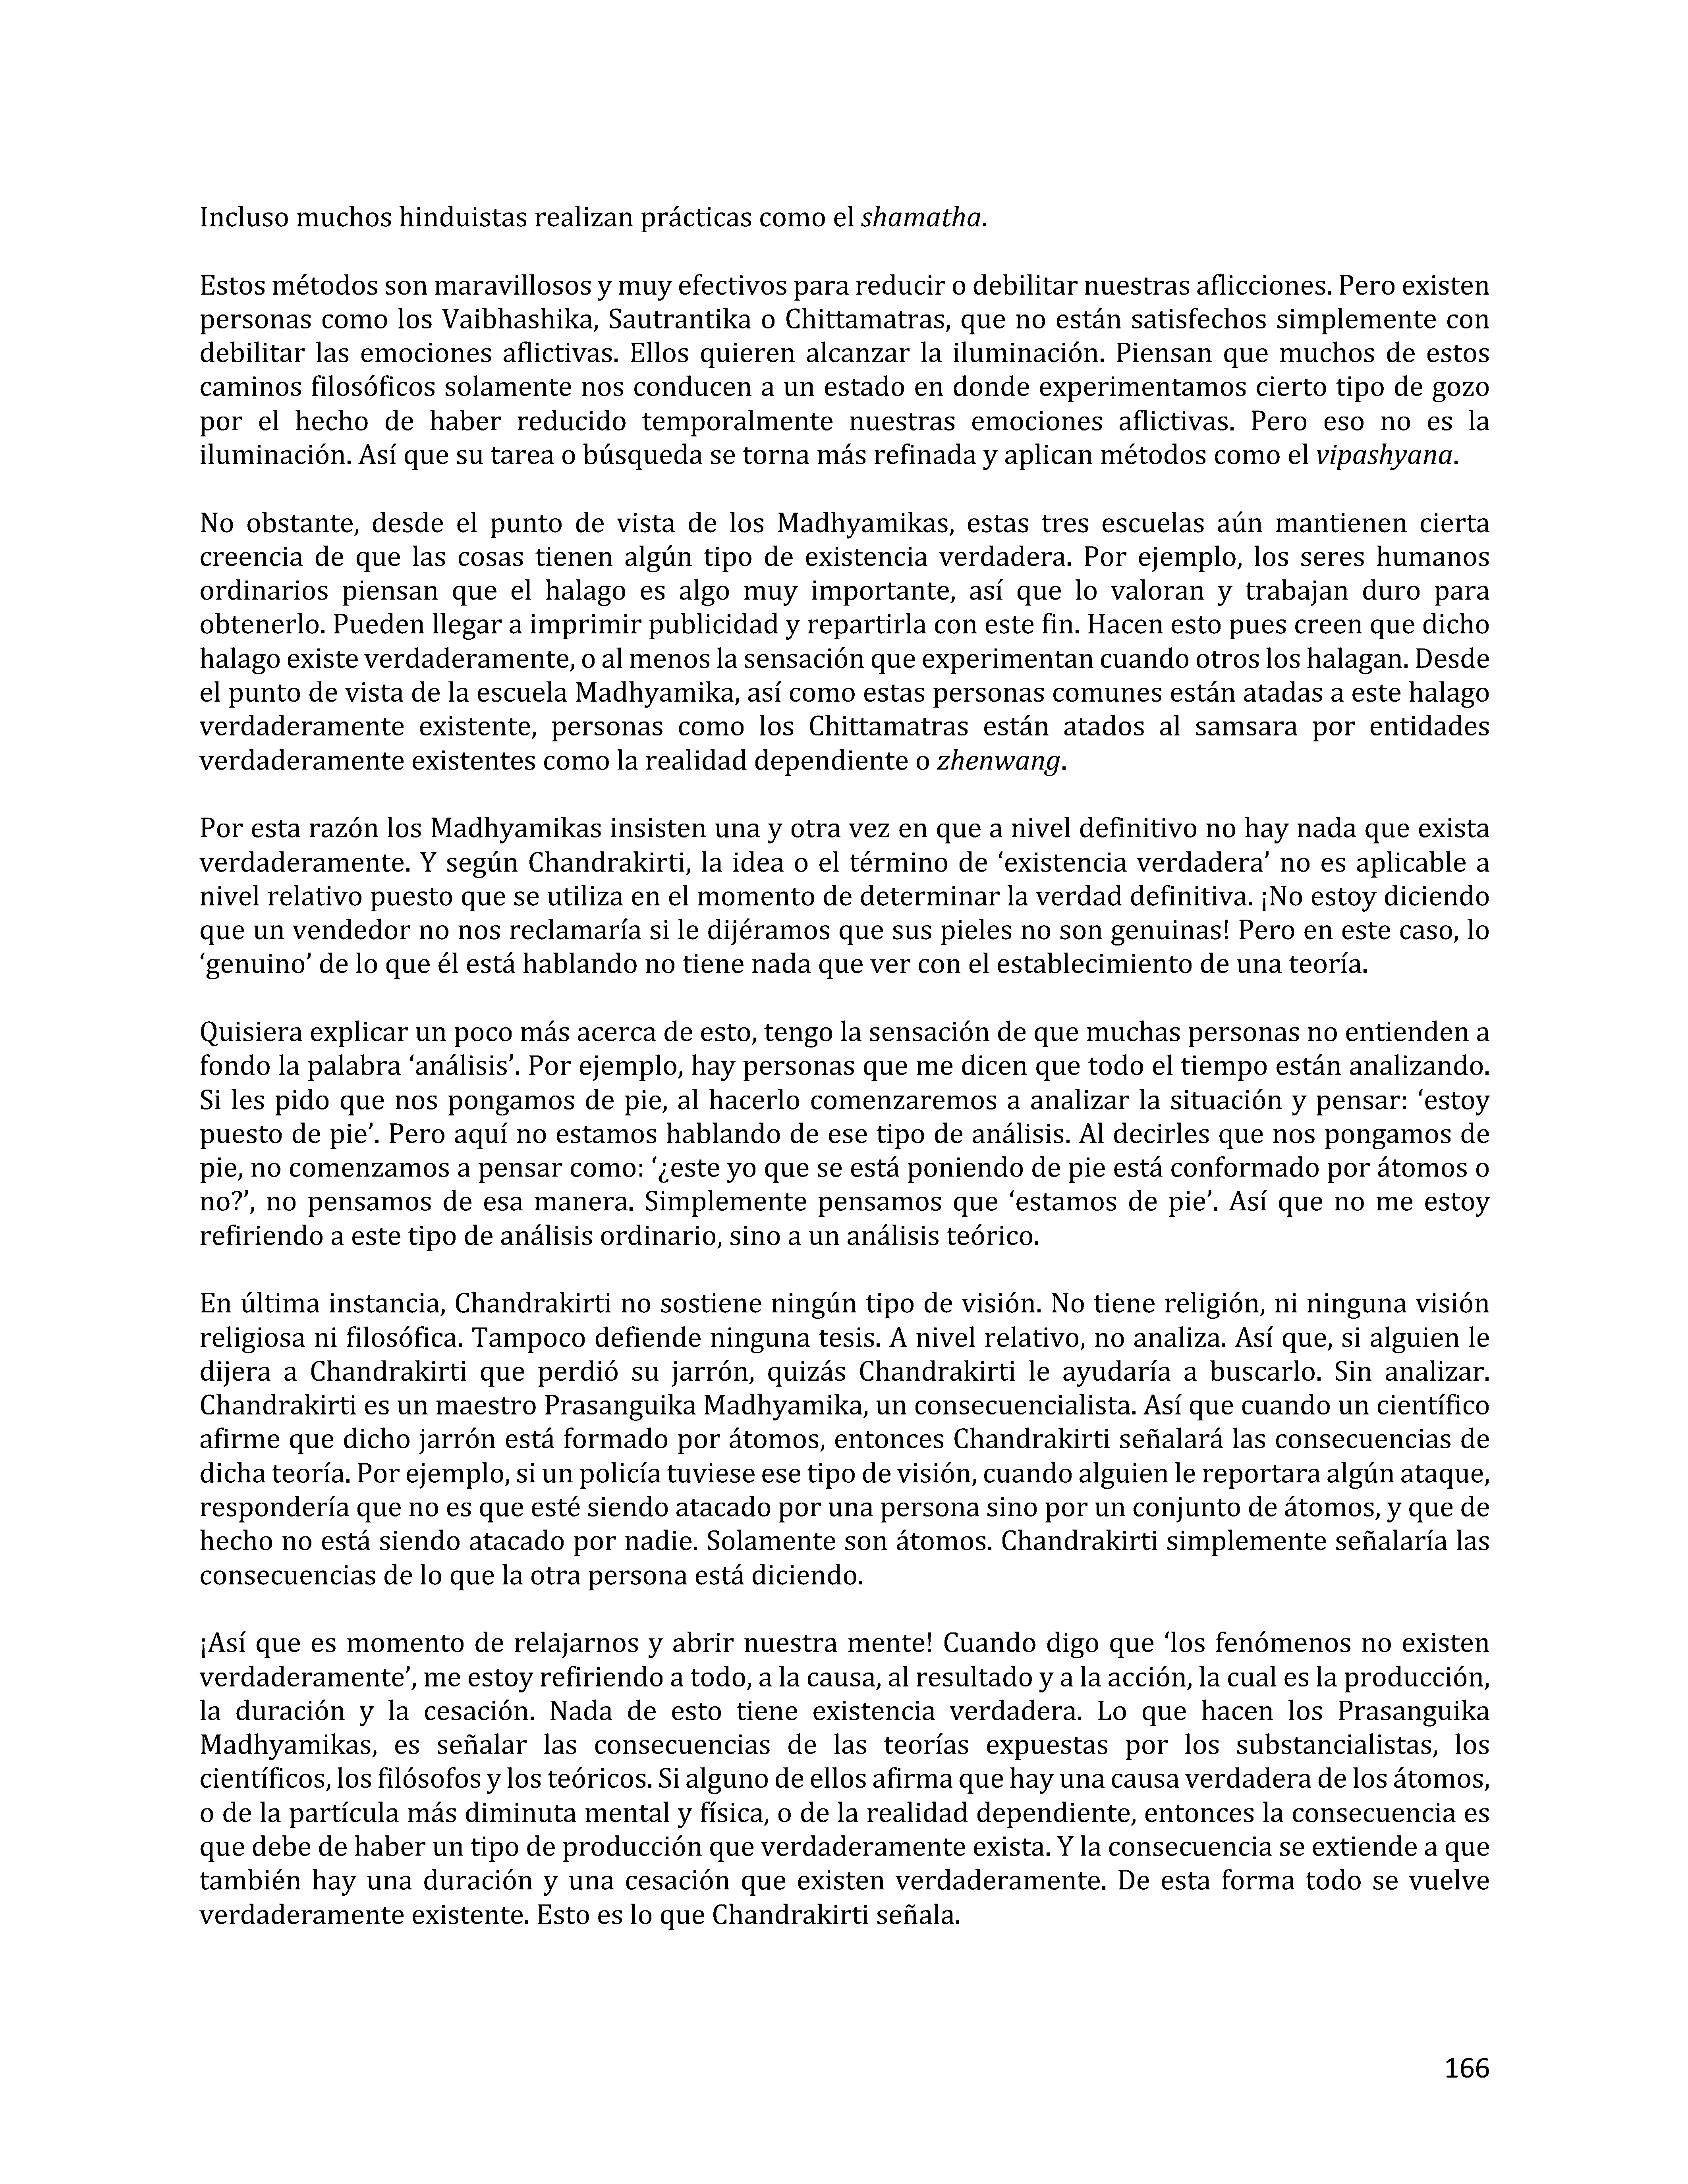 Incluso muchos hinduistas realizan prácticas como el shamatha.
Estos métodos son maravillosos y muy efectivos para reducir o debilitar nuestras aflicciones. Pero existen
personas como los Vaibhashika, Sautrantika o Chittamatras, que no están satisfechos simplemente con
debilitar las emociones aflictivas. Ellos quieren alcanzar la iluminación. Piensan que muchos de estos
caminos filosóficos solamente nos conducen a un estado en donde experimentamos cierto tipo de gozo
por el hecho de haber reducido temporalmente nuestras emociones aflictivas. Pero eso no es la
iluminación. Así que su tarea o búsqueda se torna más refinada y aplican métodos como el vipashyana.
No obstante, desde el punto de vista de los Madhyamikas, estas tres escuelas aún mantienen cierta
creencia de que las cosas tienen algún tipo de existencia verdadera. Por ejemplo, los seres humanos
ordinarios piensan que el halago es algo muy importante, así que lo valoran y trabajan duro para
obtenerlo. Pueden llegar a imprimir publicidad y repartirla con este fin. Hacen esto pues creen que dicho
halago existe verdaderamente, o al menos la sensación que experimentan cuando otros los halagan. Desde
el punto de vista de la escuela Madhyamika, así como estas personas comunes están atadas a este halago
verdaderamente existente, personas como los Chittamatras están atados al samsara por entidades
verdaderamente existentes como la realidad dependiente o zhenwang.
Por esta razón los Madhyamikas insisten una y otra vez en que a nivel definitivo no hay nada que exista
verdaderamente. Y según Chandrakirti, la idea o el término de ‘existencia verdadera’ no es aplicable a
nivel relativo puesto que se utiliza en el momento de determinar la verdad definitiva. ¡No estoy diciendo
que un vendedor no nos reclamaría si le dijéramos que sus pieles no son genuinas! Pero en este caso, lo
‘genuino’ de lo que él está hablando no tiene nada que ver con el establecimiento de una teoría.
Quisiera explicar un poco más acerca de esto, tengo la sensación de que muchas personas no entienden a
fondo la palabra ‘análisis’. Por ejemplo, hay personas que me dicen que todo el tiempo están analizando.
Si les pido que nos pongamos de pie, al hacerlo comenzaremos a analizar la situación y pensar: ‘estoy
puesto de pie’. Pero aquí no estamos hablando de ese tipo de análisis. Al decirles que nos pongamos de
pie, no comenzamos a pensar como: ‘¿este yo que se está poniendo de pie está conformado por átomos o
no?’, no pensamos de esa manera. Simplemente pensamos que ‘estamos de pie’. Así que no me estoy
refiriendo a este tipo de análisis ordinario, sino a un análisis teórico.
En última instancia, Chandrakirti no sostiene ningún tipo de visión. No tiene religión, ni ninguna visión
religiosa ni filosófica. Tampoco defiende ninguna tesis. A nivel relativo, no analiza. Así que, si alguien le
dijera a Chandrakirti que perdió su jarrón, quizás Chandrakirti le ayudaría a buscarlo. Sin analizar.
Chandrakirti es un maestro Prasanguika Madhyamika, un consecuencialista. Así que cuando un científico
afirme que dicho jarrón está formado por átomos, entonces Chandrakirti señalará las consecuencias de
dicha teoría. Por ejemplo, si un policía tuviese ese tipo de visión, cuando alguien le reportara algún ataque,
respondería que no es que esté siendo atacado por una persona sino por un conjunto de átomos, y que de
hecho no está siendo atacado por nadie. Solamente son átomos. Chandrakirti simplemente señalaría las
consecuencias de lo que la otra persona está diciendo.
¡Así que es momento de relajarnos y abrir nuestra mente! Cuando digo que ‘los fenómenos no existen
verdaderamente’, me estoy refiriendo a todo, a la causa, al resultado y a la acción, la cual es la producción,
la duración y la cesación. Nada de esto tiene existencia verdadera. Lo que hacen los Prasanguika
Madhyamikas, es señalar las consecuencias de las teorías expuestas por los substancialistas, los
científicos, los filósofos y los teóricos. Si alguno de ellos afirma que hay una causa verdadera de los átomos,
o de la partícula más diminuta mental y física, o de la realidad dependiente, entonces la consecuencia es
que debe de haber un tipo de producción que verdaderamente exista. Y la consecuencia se extiende a que
también hay una duración y una cesación que existen verdaderamente. De esta forma todo se vuelve
verdaderamente existente. Esto es lo que Chandrakirti señala.
166